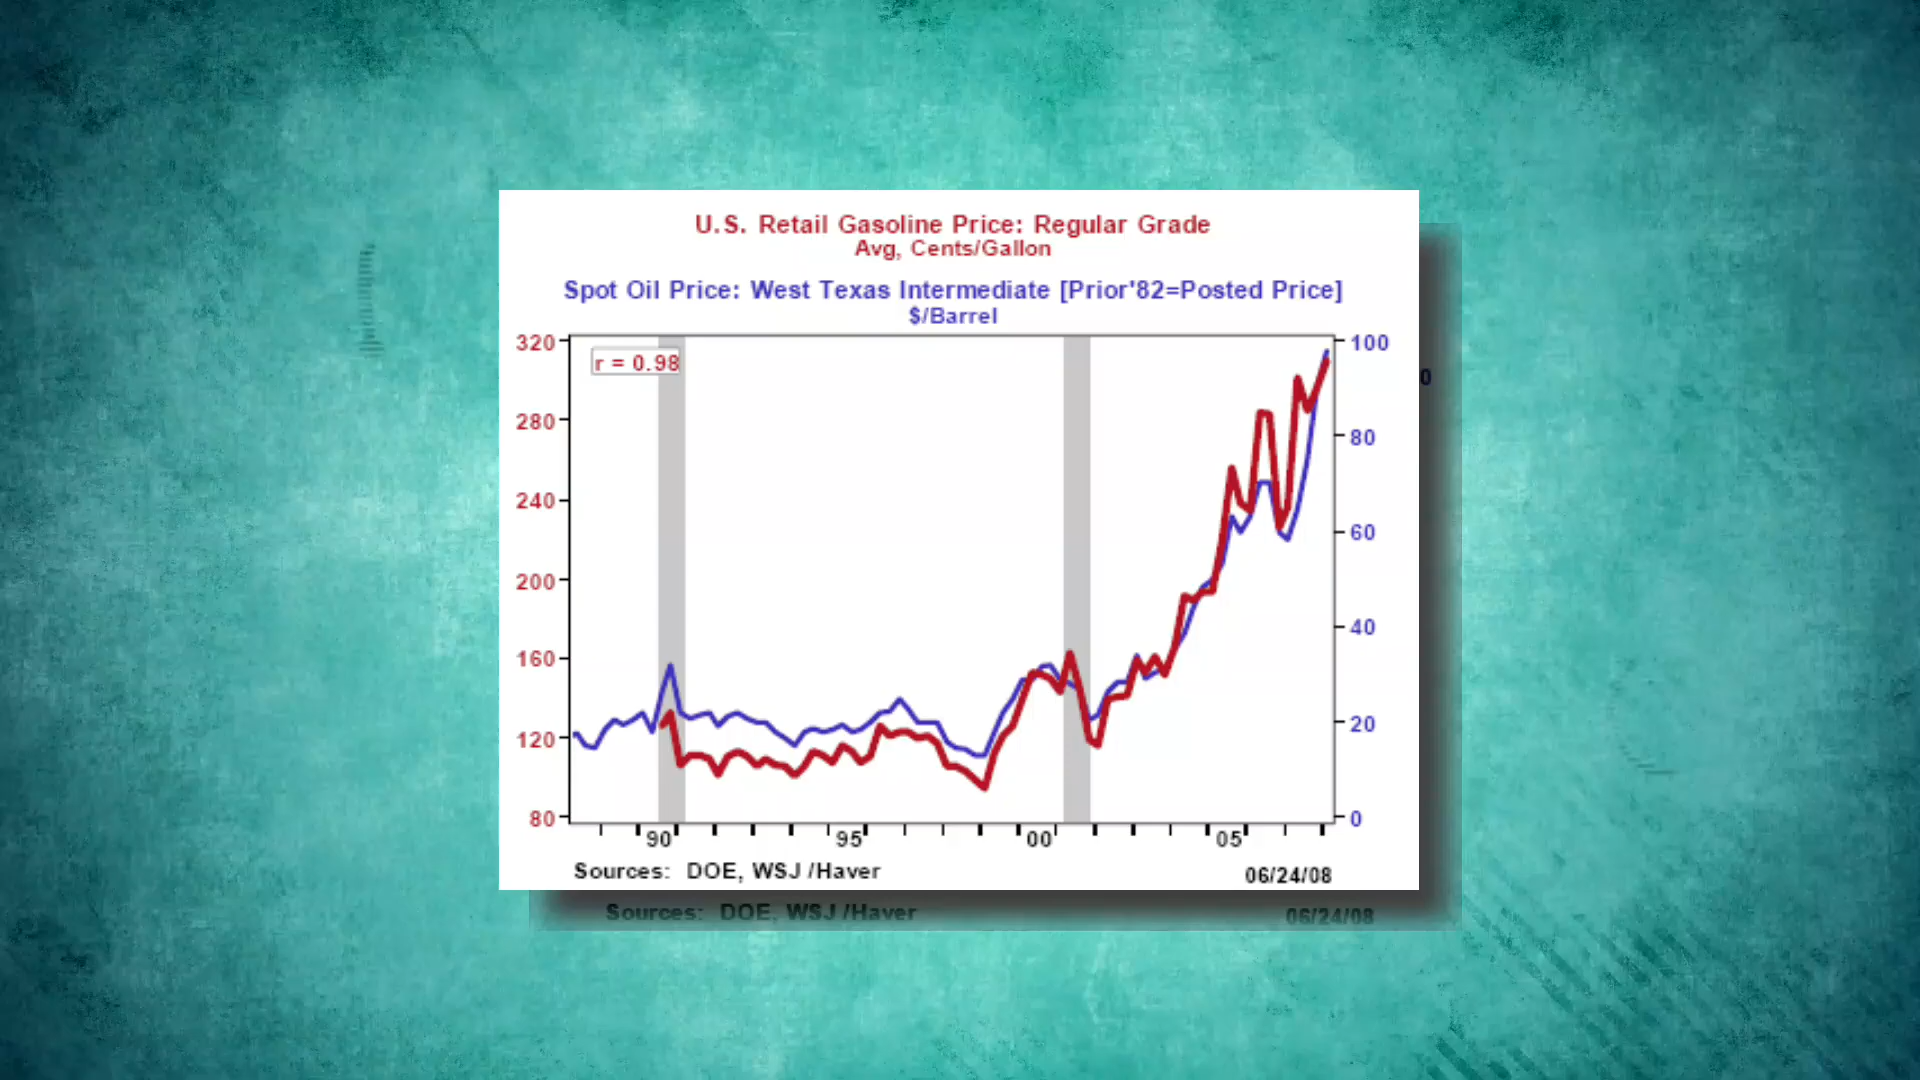 U.S. Retail Gasoline Price: Regular Grade
Avg, Cents/Gallon
Spot Oil Price: West Texas Intermediate [Prior'82=Posted Price]
$/Barrel
320
280
240
200
160
120
80
r = 0.98
100
80
60
40
20
0
90
95
00
05
Sources: DOE, WSJ /Haver
06/24/08
0
Sources: DOE, WSJ /Haver
06/24/08